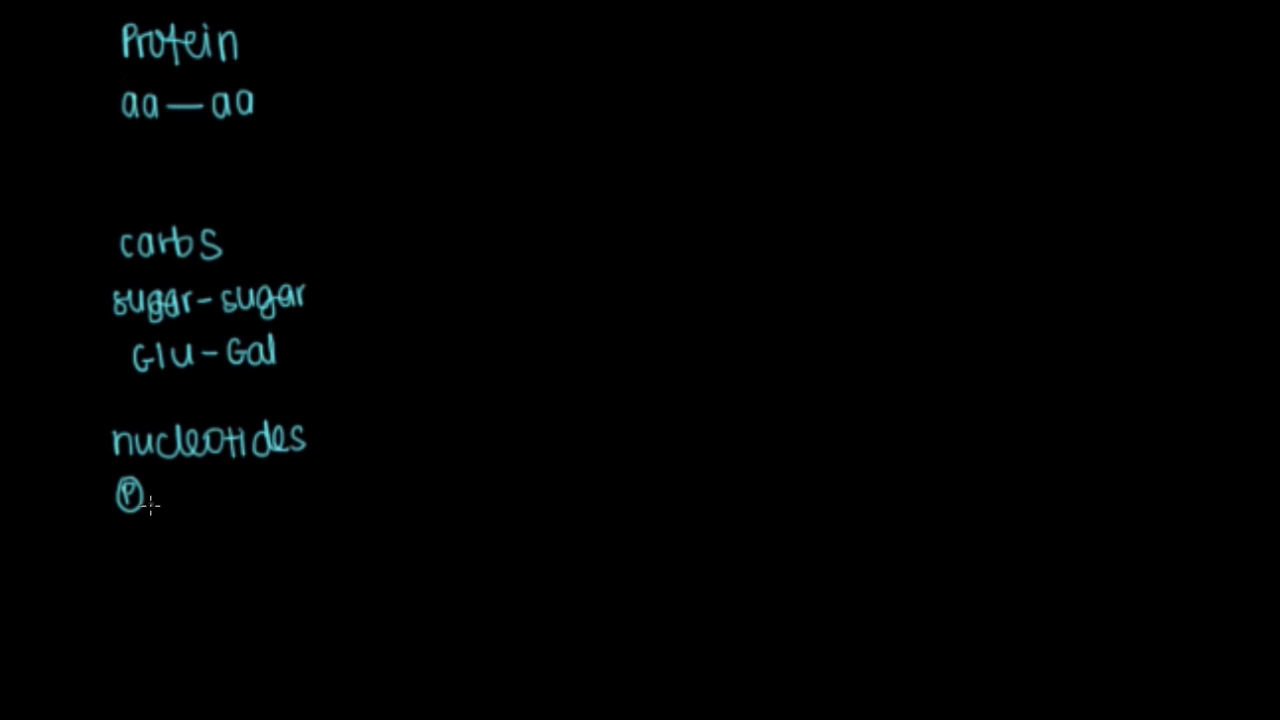 Protein
aa — aa
carbs
sugar - sugar
Glu - Gal
nucleotides
P